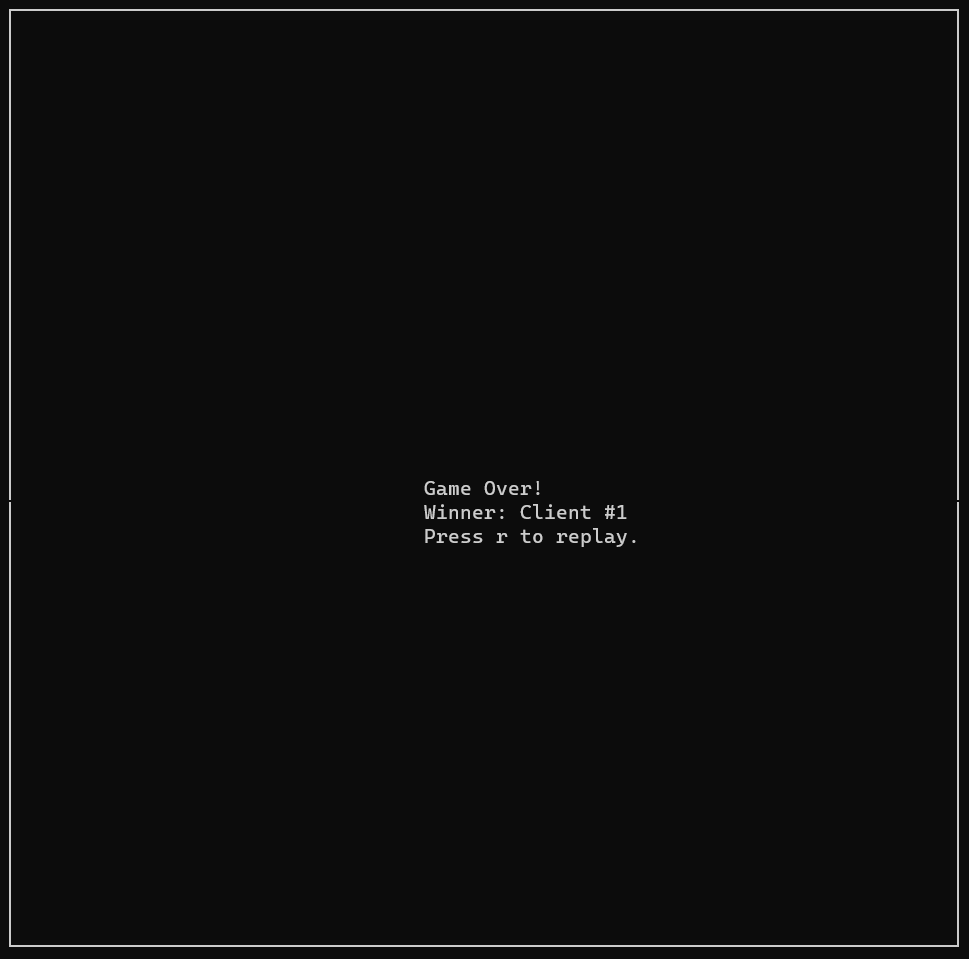 Game Over!
Winner: Client #1
Press r to replay.